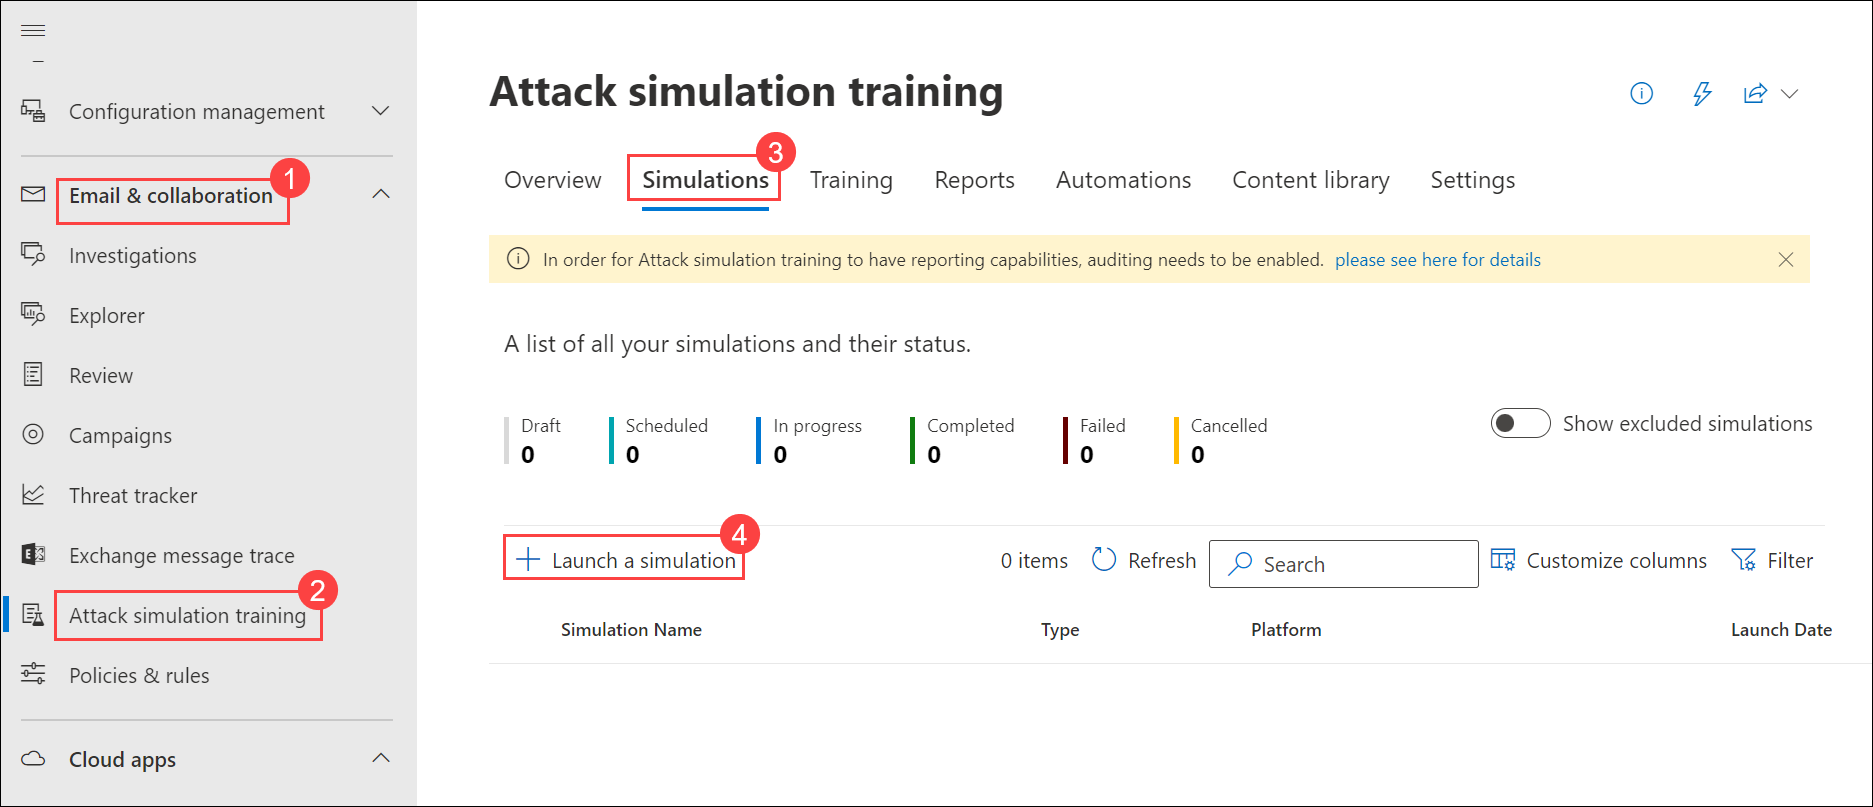 Configuration management
1
Email & collaboration
Investigations
Explorer
Review
Campaigns
Threat tracker
Exchange message trace
2
Attack simulation training
Policies & rules
Cloud apps
Attack simulation training
3
Overview Simulations Training Reports Automations Content library Settings
In order for Attack simulation training to have reporting capabilities, auditing needs to be enabled. please see here for details
A list of all your simulations and their status.
Draft Scheduled In progress Completed Failed Cancelled
0 0 0 0 0 0
Show excluded simulations
4
Launch a simulation 0 items Refresh Search Customize columns Filter
Simulation Name Type Platform Launch Date